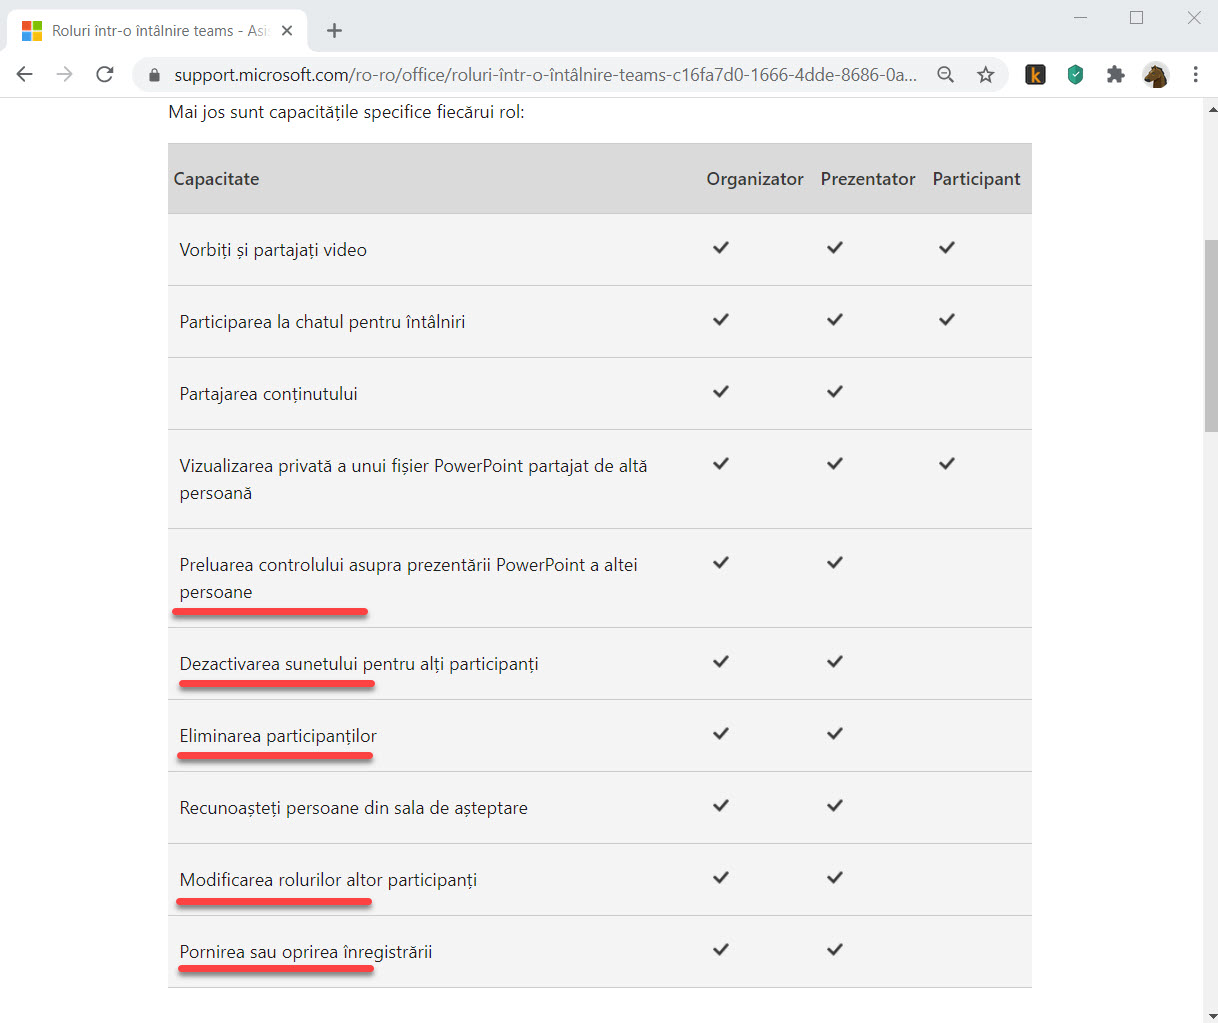 Roluri într-o întâlnire teams - Asi
support.microsoft.com/ro-ro/office/roluri-într-o-întâlnire-teams-c16fa7d0-1666-4dde-8686-0a...
k
Mai jos sunt capacitățile specifice fiecărui rol:
Capacitate Organizator Prezentator Participant
Vorbiți și partajați video
Participarea la chatul pentru întâlniri
Partajarea conținutului
Vizualizarea privată a unui fișier PowerPoint partajat de altă
persoană
Preluarea controlului asupra prezentării PowerPoint a altei
persoane
Dezactivarea sunetului pentru alți participanți
Eliminarea participanților
Recunoașteți persoane din sala de așteptare
Modificarea rolurilor altor participanți
Pornirea sau oprirea înregistrării